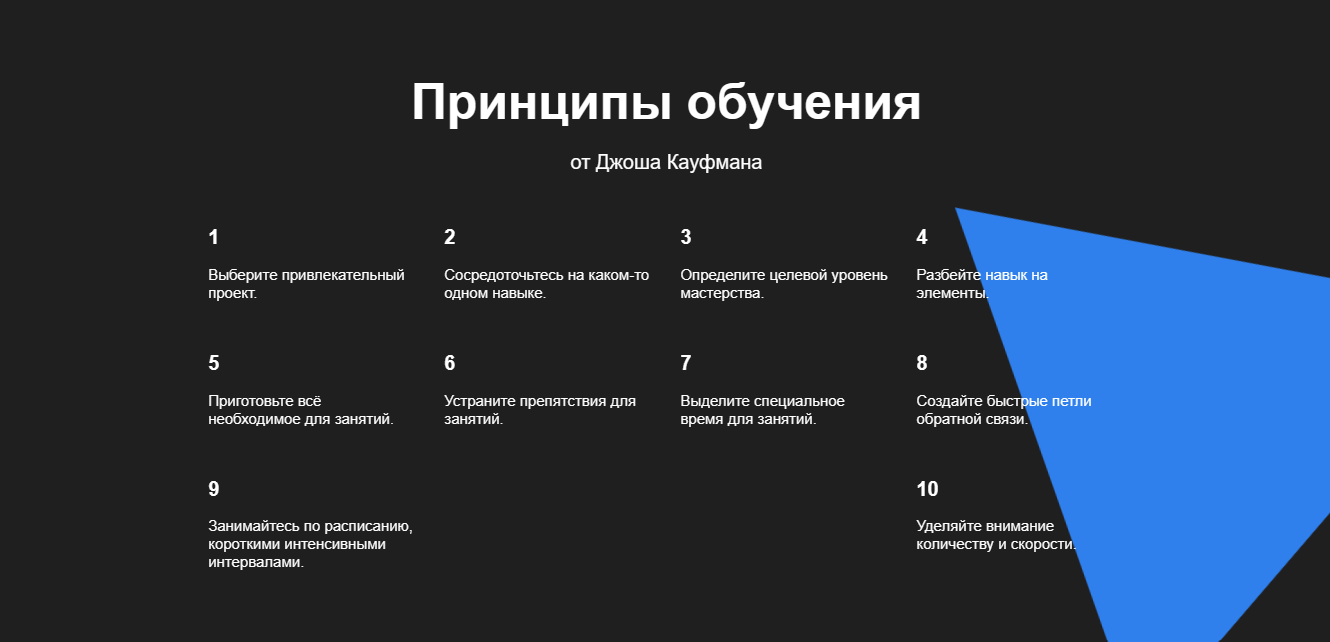 Принципы обучения
от Джоша Кауфмана
1
Выберите привлекательный
проект.
2
Сосредоточьтесь на каком-то
одном навыке.
3
Определите целевой уровень
мастерства.
4
Разбейте навык на
элементы.
5
Приготовьте всё
необходимое для занятий.
6
Устраните препятствия для
занятий.
7
Выделите специальное
время для занятий.
8
Создайте быстрые петли
обратной связи.
9
Занимайтесь по расписанию,
короткими интенсивными
интервалами.
10
Уделяйте внимание
количеству и скорости.